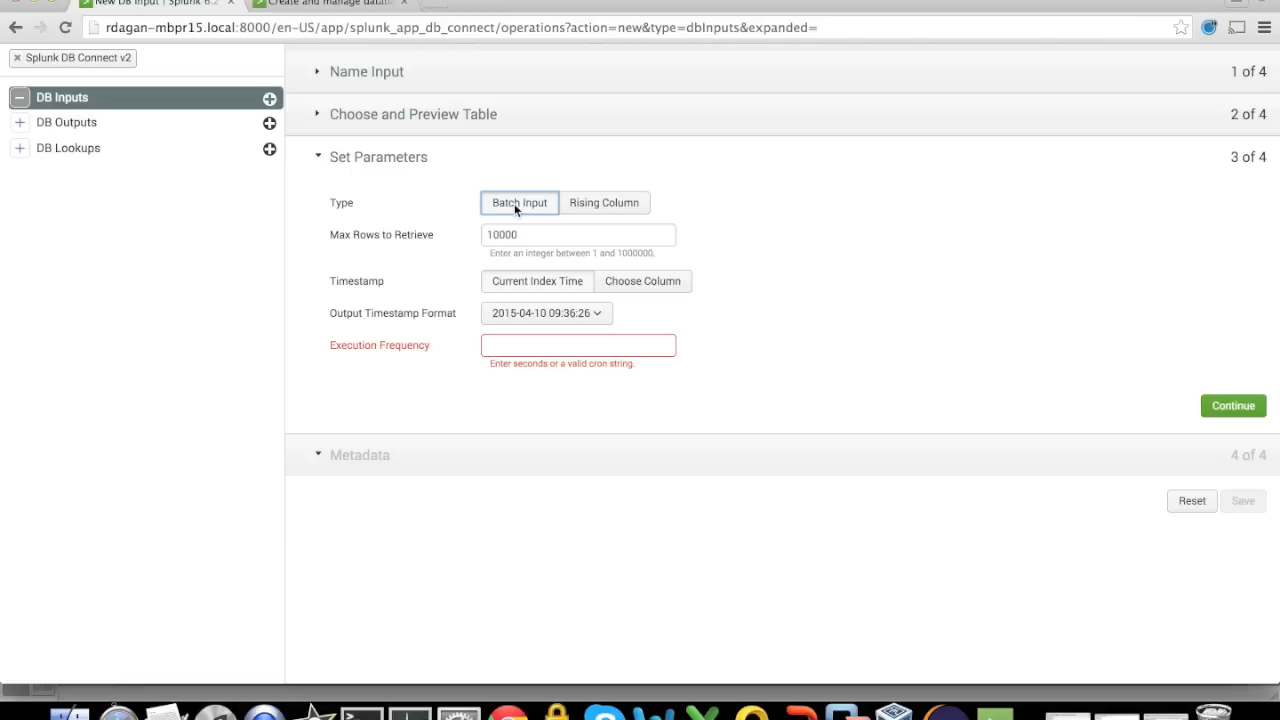 New DB Input | Splunk 6.2
Create and manage databa
rdagan-mbpr15.local:8000/en-US/app/splunk_app_db_connect/operations?action=new&type=dbInputs&expanded=
Splunk DB Connect v2
DB Inputs
DB Outputs
DB Lookups
Name Input 1 of 4
Choose and Preview Table 2 of 4
Set Parameters 3 of 4
Type Batch Input Rising Column
Max Rows to Retrieve 10000
Enter an integer between 1 and 1000000.
Timestamp Current Index Time Choose Column
Output Timestamp Format 2015-04-10 09:36:26
Execution Frequency
Enter seconds or a valid cron string.
Continue
Metadata 4 of 4
Reset Save